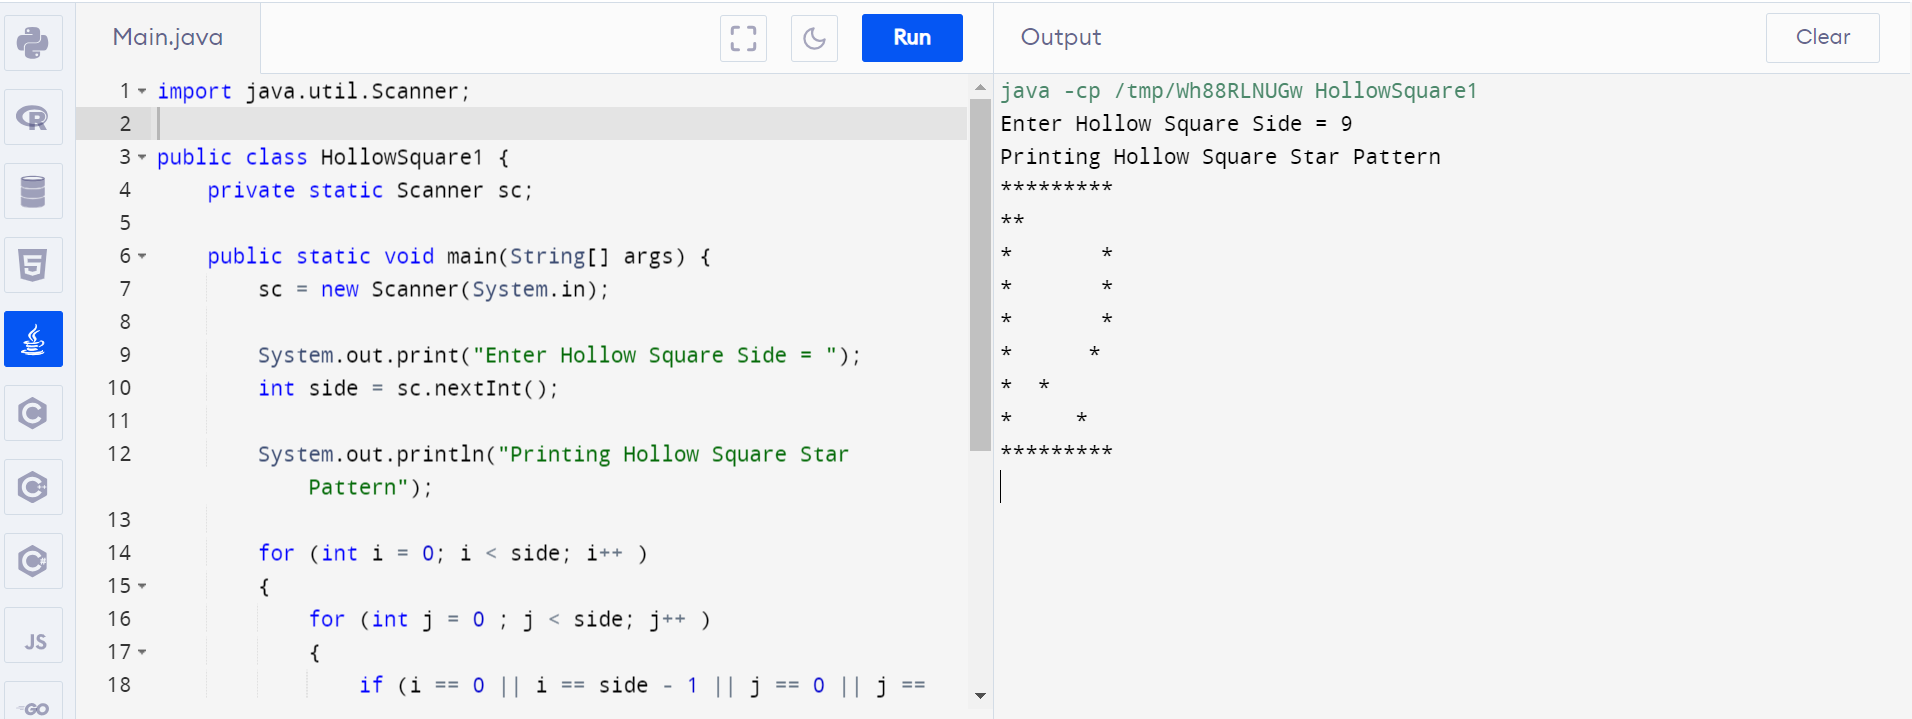 Main.java
Run
Output
Clear
1 import java.util.Scanner;
2
3 public class HollowSquare1 {
4     private static Scanner sc;
5
6     public static void main(String[] args) {
7         sc = new Scanner(System.in);
8
9         System.out.print("Enter Hollow Square Side = ");
10         int side = sc.nextInt();
11
12         System.out.println("Printing Hollow Square Star
            Pattern");
13
14         for (int i = 0; i < side; i++ )
15         {
16             for (int j = 0 ; j < side; j++ )
17             {
18                 if (i == 0 || i == side - 1 || j == 0 || j ==
java -cp /tmp/Wh88RLNUGw HollowSquare1
Enter Hollow Square Side = 9
Printing Hollow Square Star Pattern
*********
**
*       *
*       *
*       *
*      *
*  *
*     *
*********
R
5
C
C++
C#
JS
GO